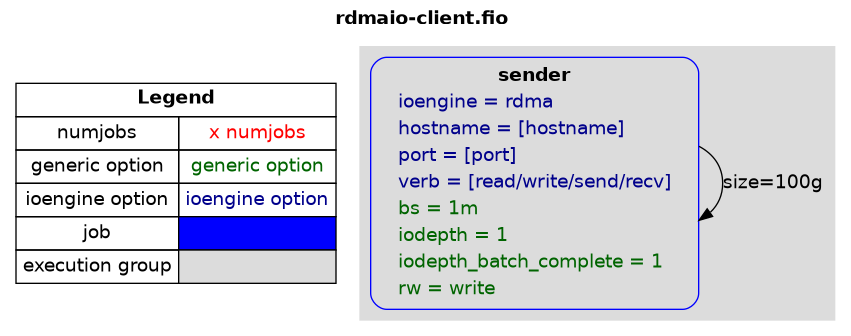 rdmaio-client.fio
Legend
numjobs x numjobs
generic option generic option
ioengine option ioengine option
job
execution group
sender
ioengine = rdma
hostname = [hostname]
port = [port]
verb = [read/write/send/recv]
bs = 1m
iodepth = 1
iodepth_batch_complete = 1
rw = write
size=100g